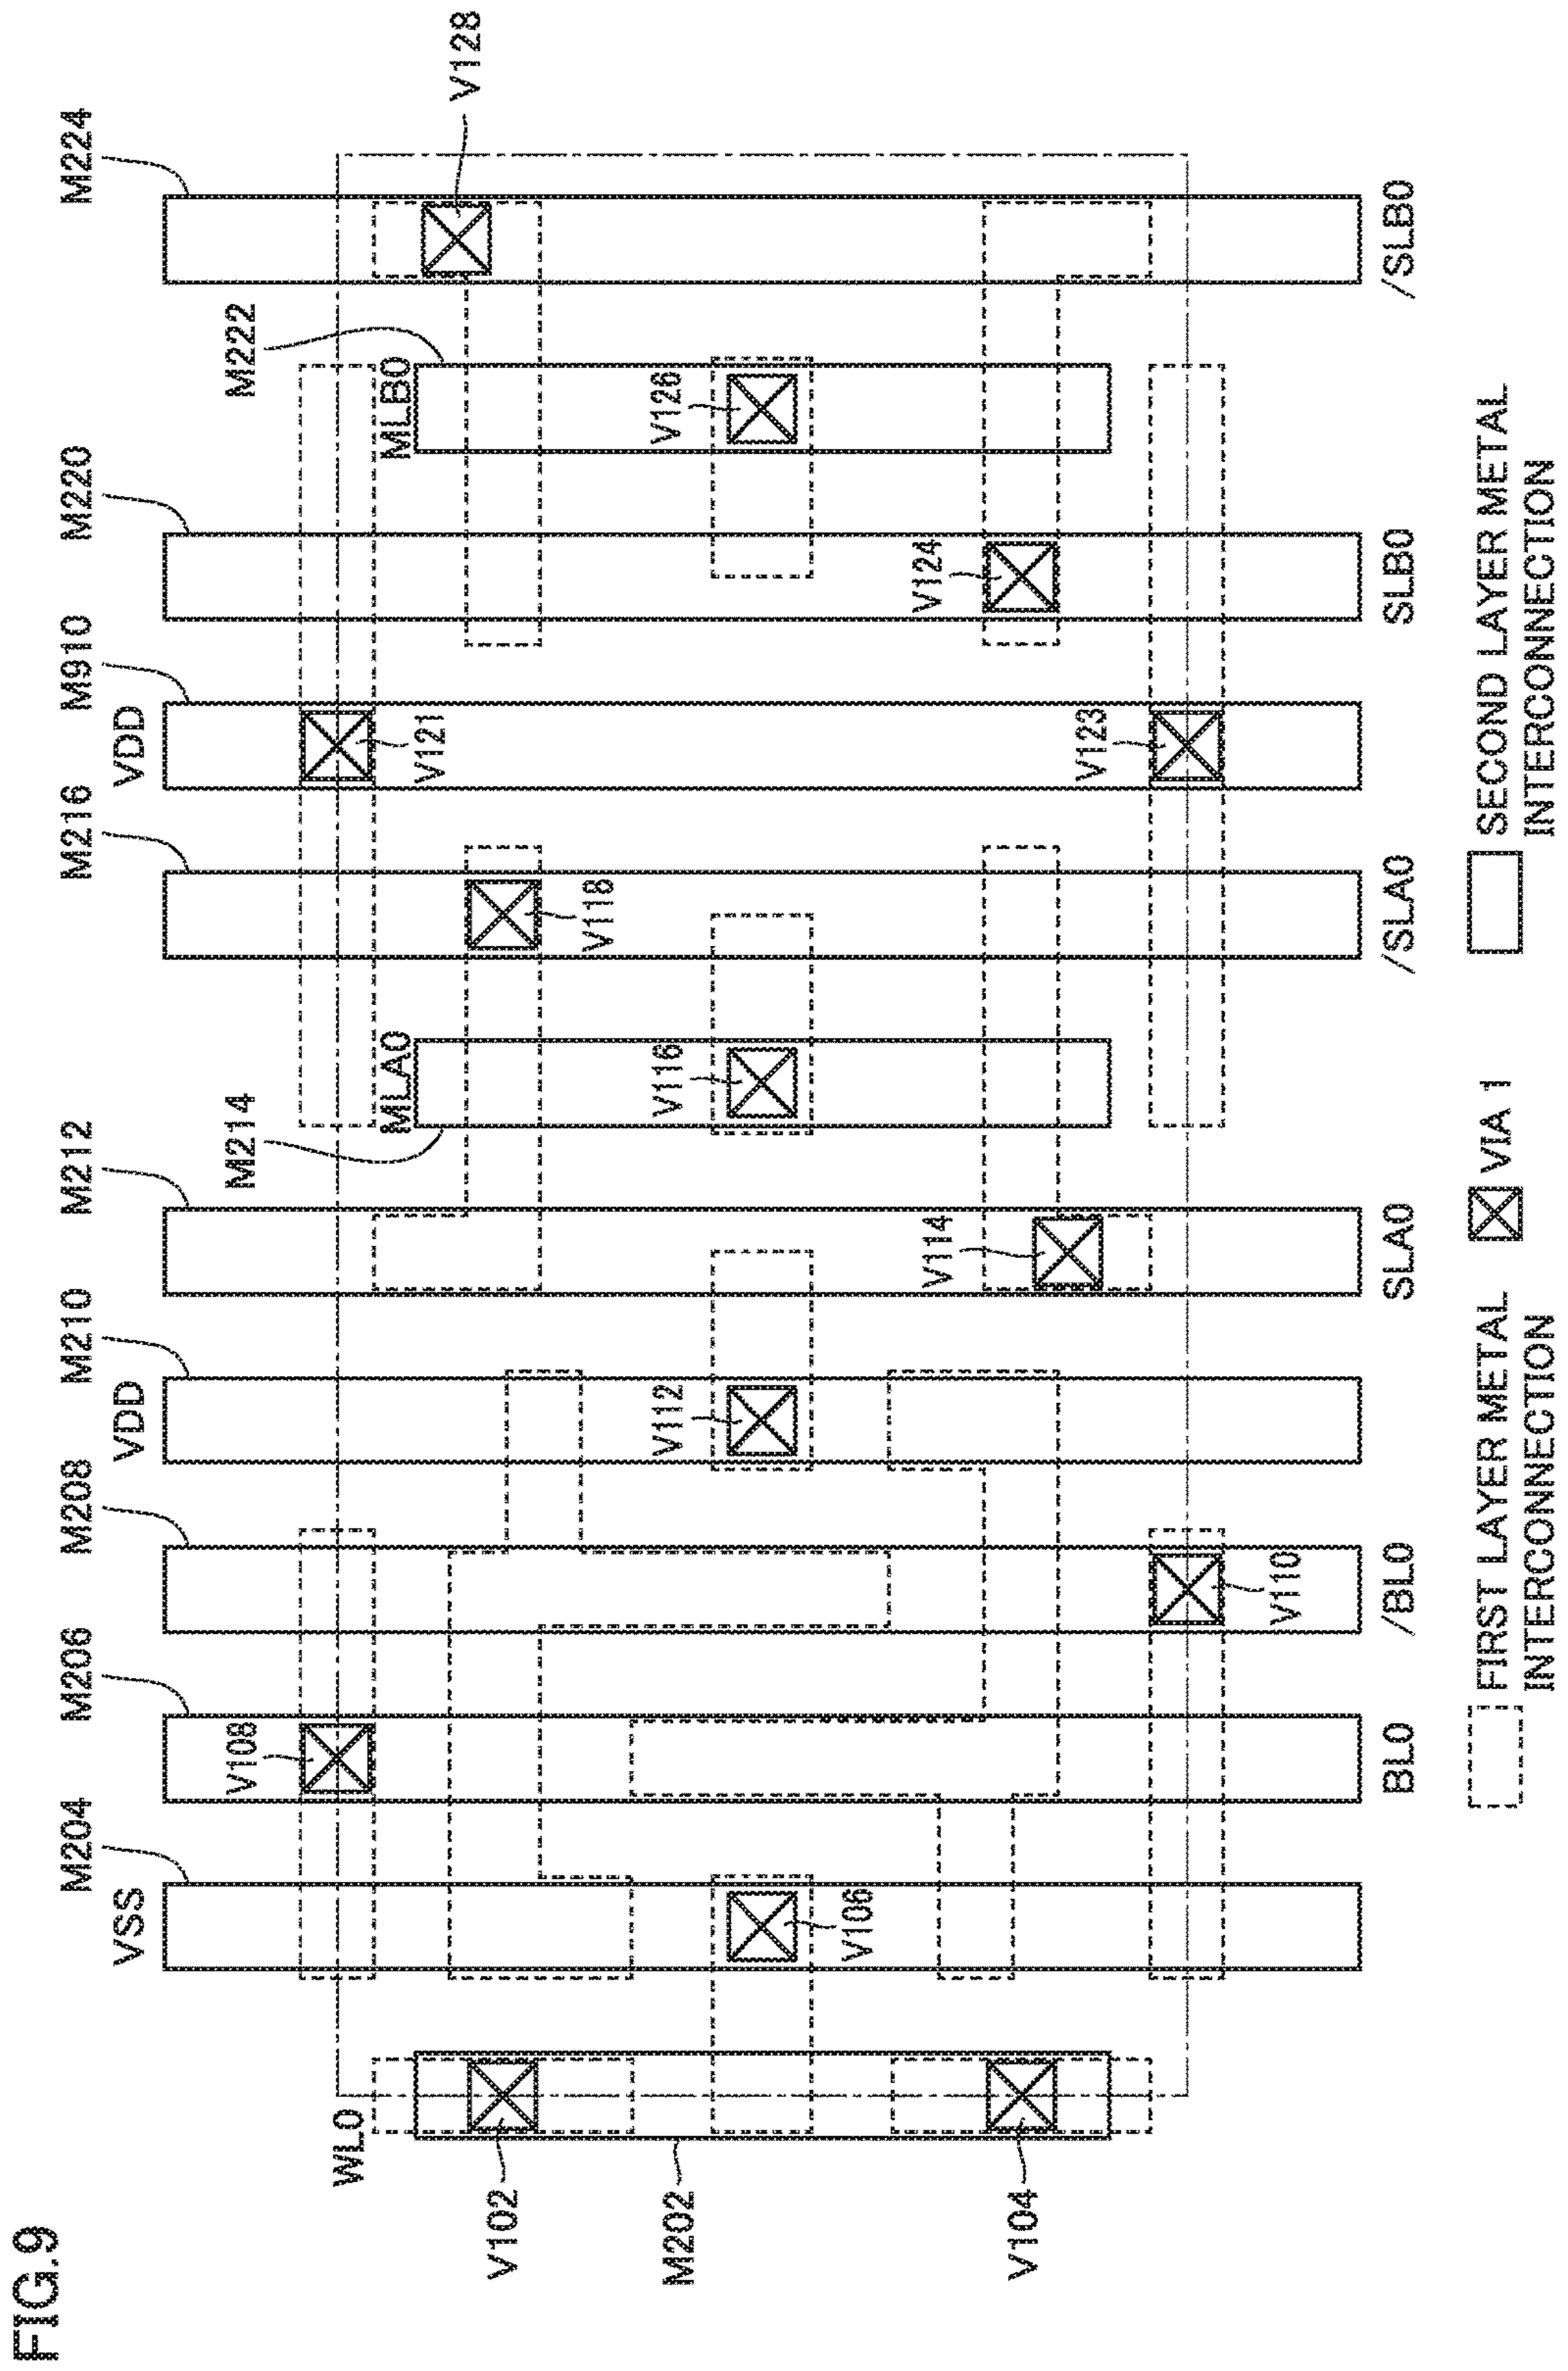 FIG.9
M204
M206
M208
M210
M212
M216
M910
M220
M224
VSS
VDD
VDD
V128
M214
M222
WL0
MLA0
MLB0
V108
V121
V102
V118
M202
V112
V116
V126
V106
V104
V114
V124
V123
V110
BL0
/BL0
SLA0
/SLA0
SLB0
/SLB0
FIRST LAYER METAL
INTERCONNECTION
VIA 1
SECOND LAYER METAL
INTERCONNECTION